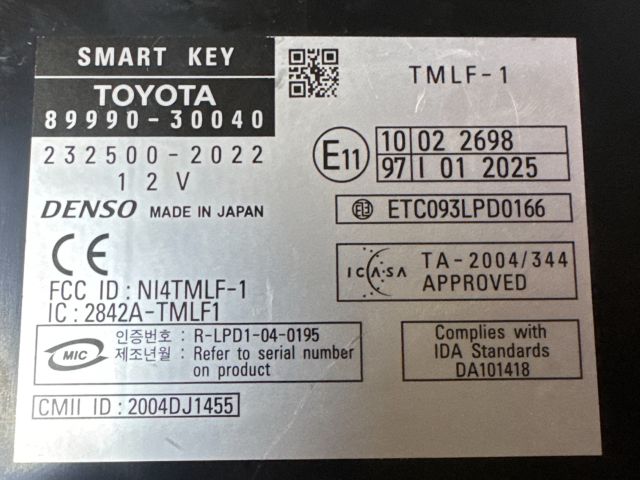 SMART KEY
TOYOTA
89990-30040
232500-2022
12V
DENSO MADE IN JAPAN
CE
FCC ID : NI4TMLF-1
IC : 2842A-TMLF1
MIC
인증번호 : R-LPD1-04-0195
제조년월 : Refer to serial number
on product
CMII ID : 2004DJ1455
TMLF-1
E11
10 02 2698
97 I 01 2025
ETC093LPD0166
ICASA
TA-2004/344
APPROVED
Complies with
IDA Standards
DA101418